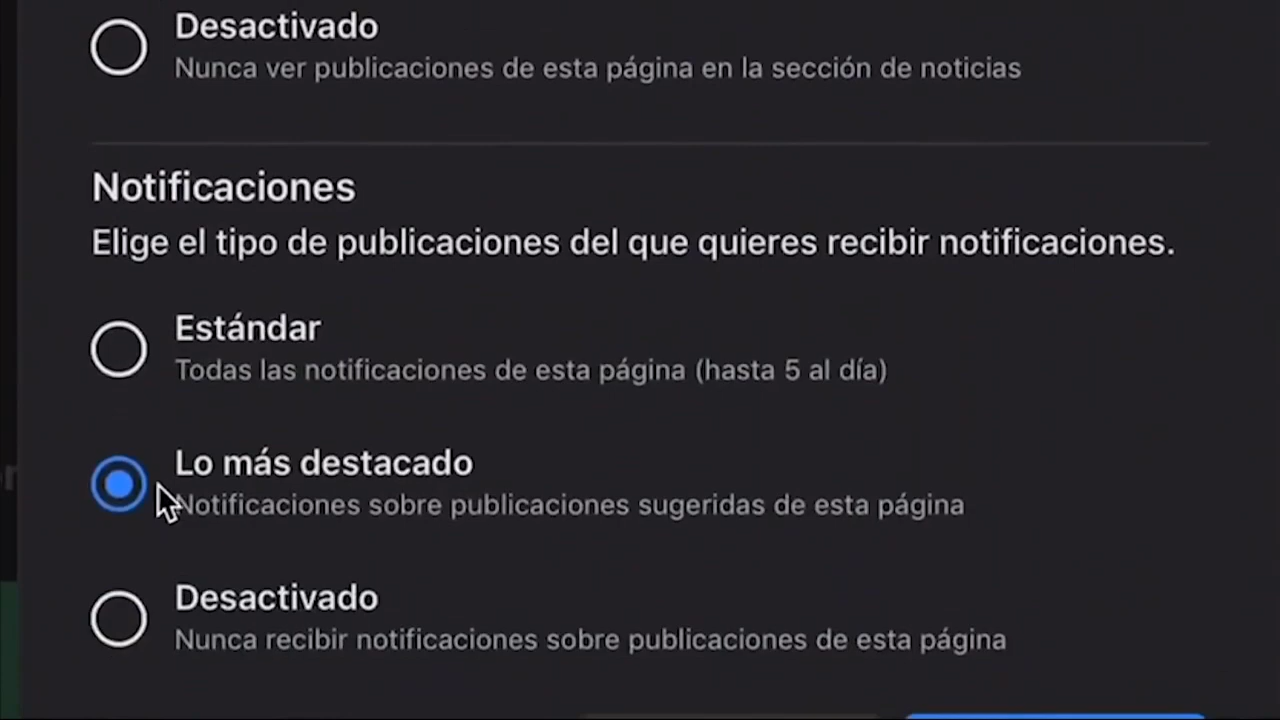 Desactivado
Nunca ver publicaciones de esta página en la sección de noticias
Notificaciones
Elige el tipo de publicaciones del que quieres recibir notificaciones.
Estándar
Todas las notificaciones de esta página (hasta 5 al día)
Lo más destacado
Notificaciones sobre publicaciones sugeridas de esta página
Desactivado
Nunca recibir notificaciones sobre publicaciones de esta página